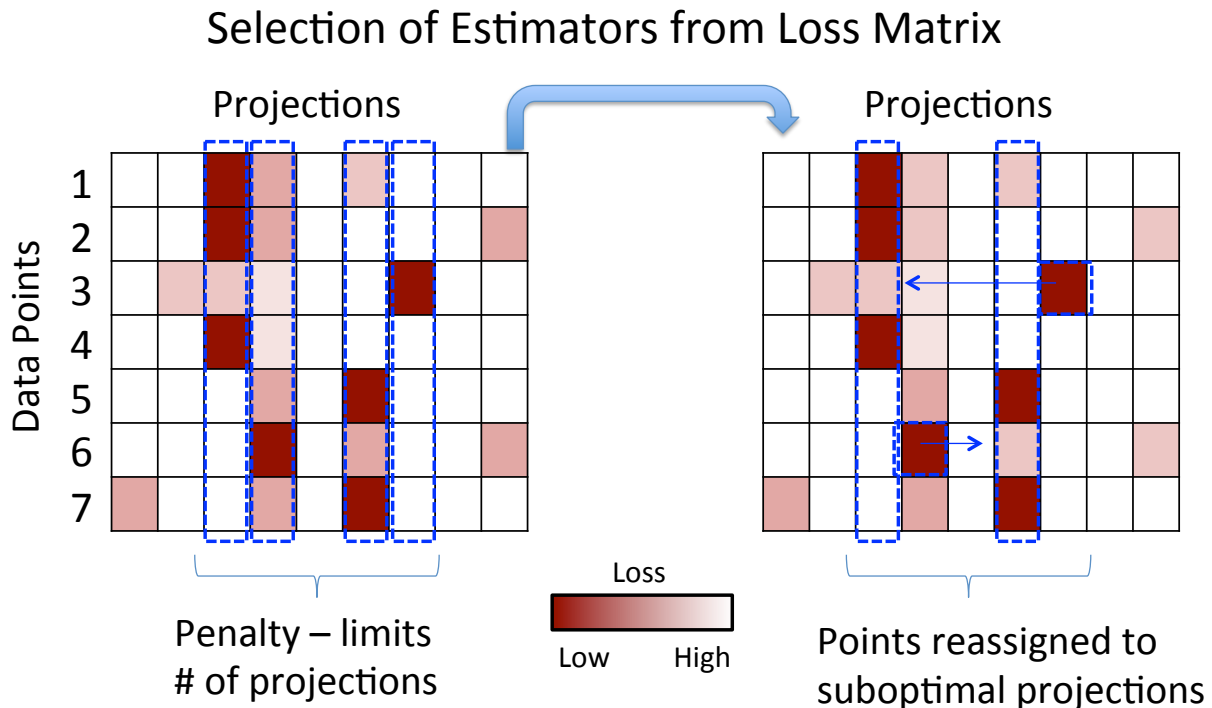 Selection of Estimators from Loss Matrix
Projections
Projections
Data Points
1
2
3
4
5
6
7
Penalty – limits
# of projections
Loss
Low High
Points reassigned to
suboptimal projections